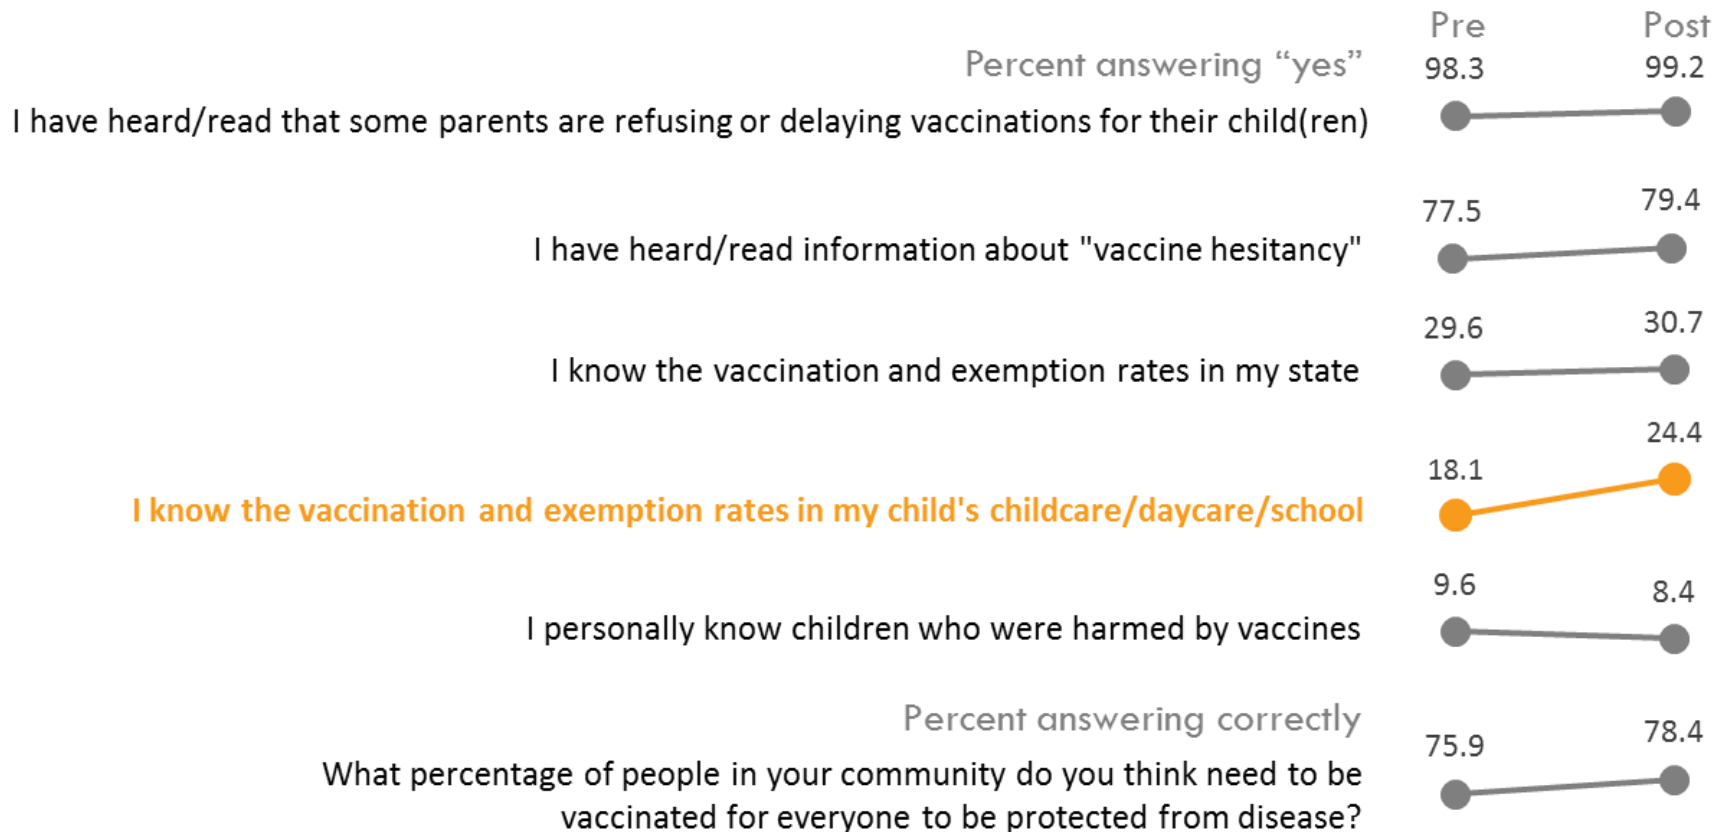 Pre Post
Percent answering “yes” 98.3 99.2
I have heard/read that some parents are refusing or delaying vaccinations for their child(ren)
77.5 79.4
I have heard/read information about "vaccine hesitancy"
29.6 30.7
I know the vaccination and exemption rates in my state
18.1 24.4
I know the vaccination and exemption rates in my child's childcare/daycare/school
9.6 8.4
I personally know children who were harmed by vaccines
Percent answering correctly
75.9 78.4
What percentage of people in your community do you think need to be
vaccinated for everyone to be protected from disease?